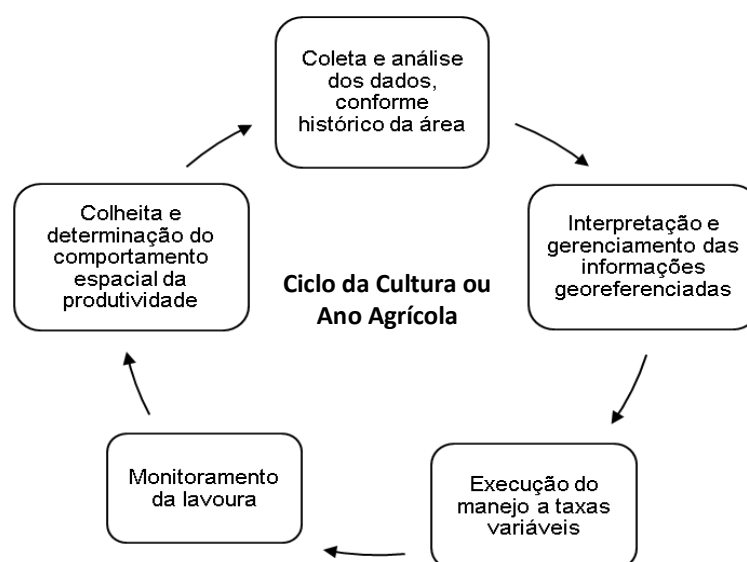 Coleta e análise
dos dados,
conforme
histórico da área
Interpretação e
gerenciamento das
informações
georeferenciadas
Execução do
manejo a taxas
variáveis
Monitoramento
da lavoura
Colheita e
determinação do
comportamento
espacial da
produtividade
Ciclo da Cultura ou
Ano Agrícola